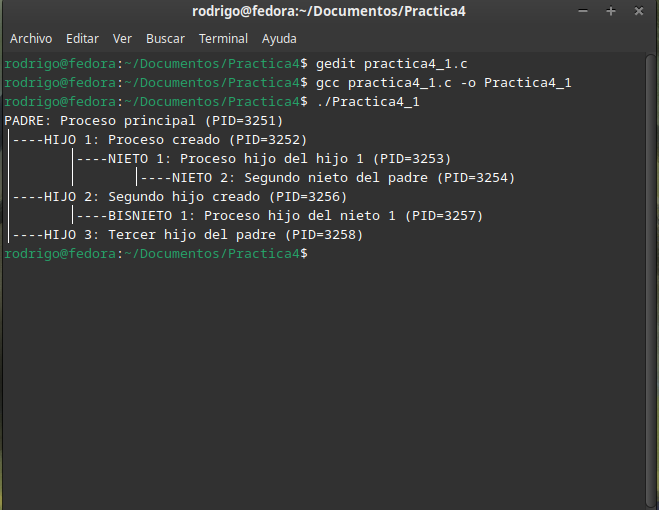 rodrigo@fedora:~/Documentos/Practica4
Archivo Editar Ver Buscar Terminal Ayuda
rodrigo@fedora:~/Documentos/Practica4$ gedit practica4_1.c
rodrigo@fedora:~/Documentos/Practica4$ gcc practica4_1.c -o Practica4_1
rodrigo@fedora:~/Documentos/Practica4$ ./Practica4_1
PADRE: Proceso principal (PID=3251)
|----HIJO 1: Proceso creado (PID=3252)
|       |----NIETO 1: Proceso hijo del hijo 1 (PID=3253)
|       |       |----NIETO 2: Segundo nieto del padre (PID=3254)
|----HIJO 2: Segundo hijo creado (PID=3256)
|       |----BISNIETO 1: Proceso hijo del nieto 1 (PID=3257)
|----HIJO 3: Tercer hijo del padre (PID=3258)
rodrigo@fedora:~/Documentos/Practica4$